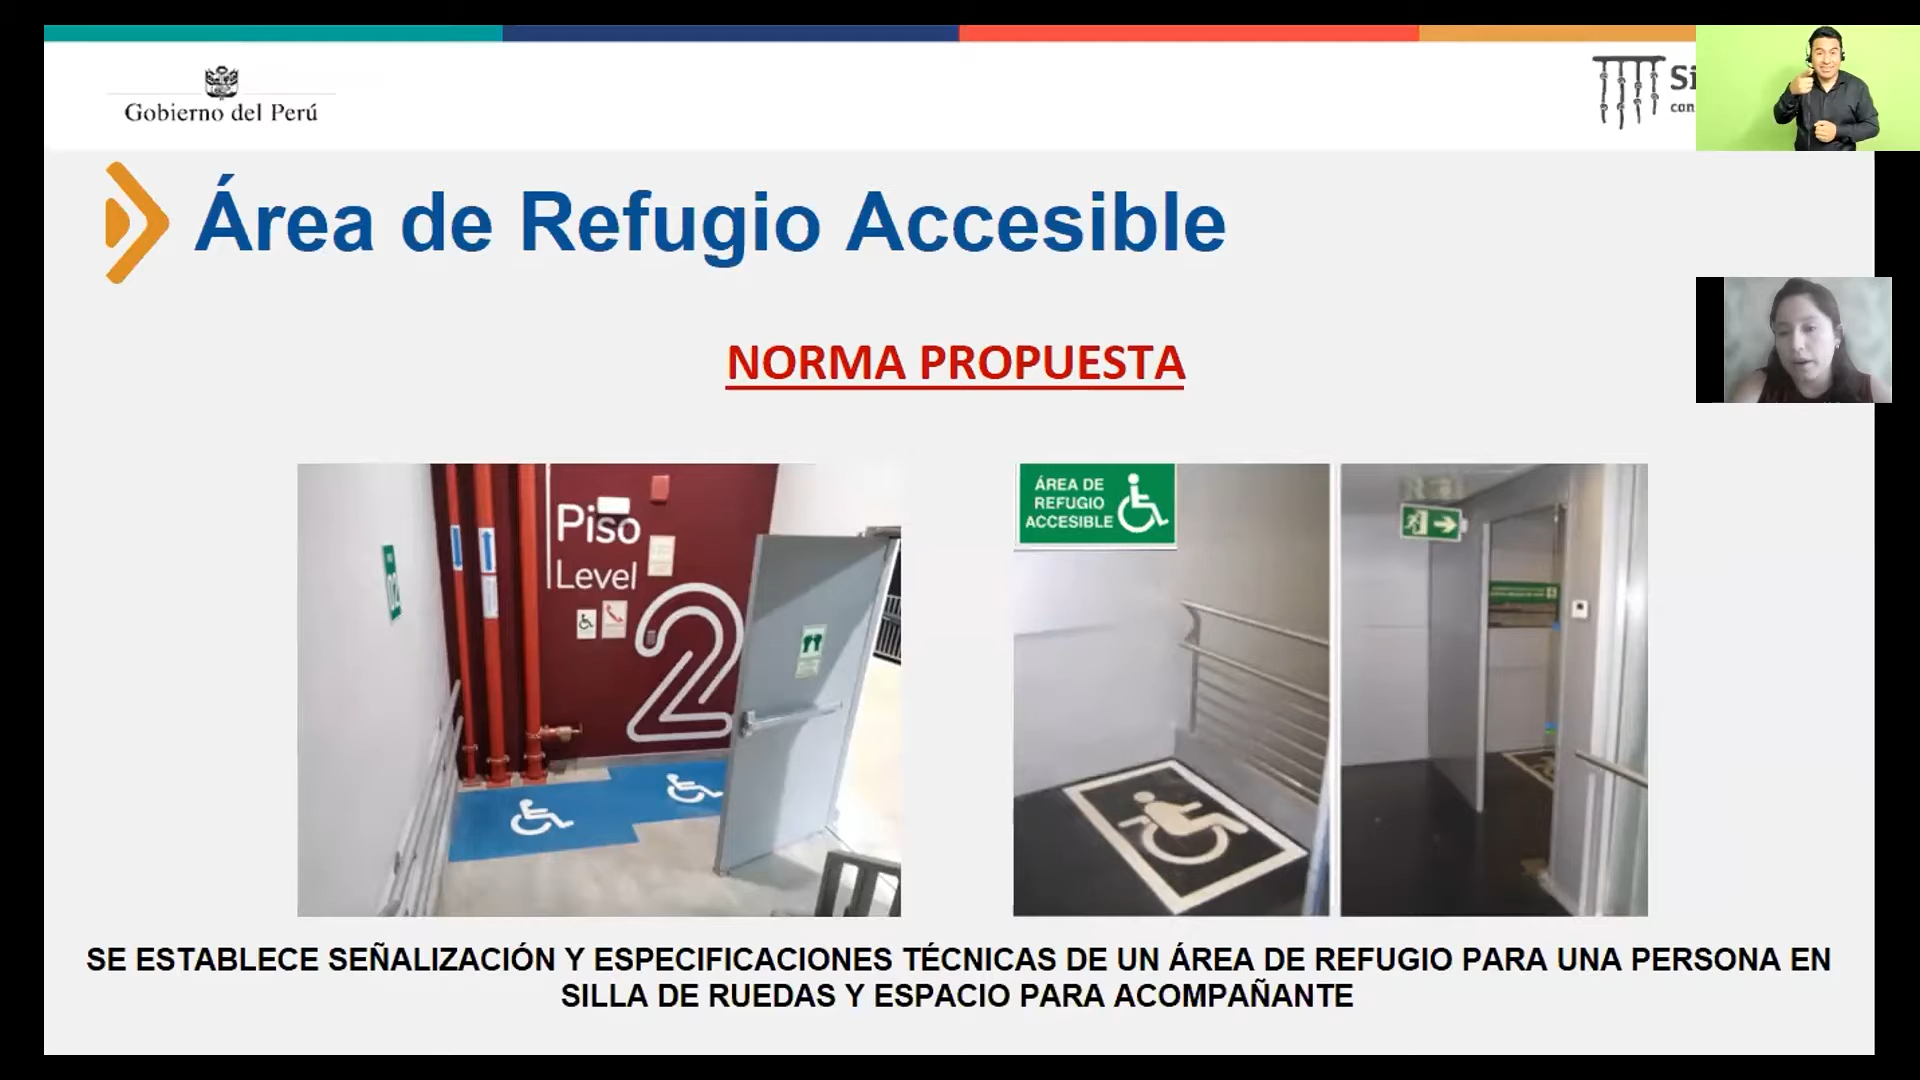 Gobierno del Perú
Si
con
Área de Refugio Accesible
NORMA PROPUESTA
Piso
Level
2
ÁREA DE
REFUGIO
ACCESIBLE
SE ESTABLECE SEÑALIZACIÓN Y ESPECIFICACIONES TÉCNICAS DE UN ÁREA DE REFUGIO PARA UNA PERSONA EN
SILLA DE RUEDAS Y ESPACIO PARA ACOMPAÑANTE